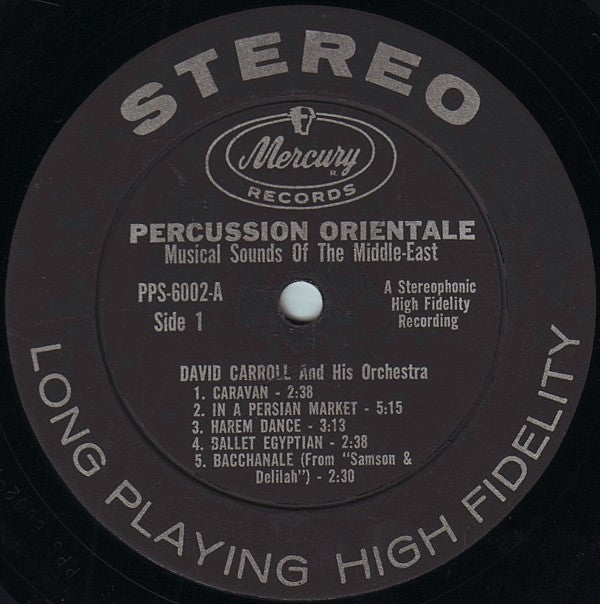 STEREO
Mercury
R.
RECORDS
PERCUSSION ORIENTALE
Musical Sounds Of The Middle-East
PPS-6002-A
Side 1
A Stereophonic
High Fidelity
Recording
DAVID CARROLL And His Orchestra
1. CARAVAN - 2:38
2. IN A PERSIAN MARKET - 5:15
3. HAREM DANCE - 3:13
4. BALLET EGYPTIAN - 2:38
5. BACCHANALE (From "Samson &
Delilah") - 2:30
LONG PLAYING HIGH FIDELITY